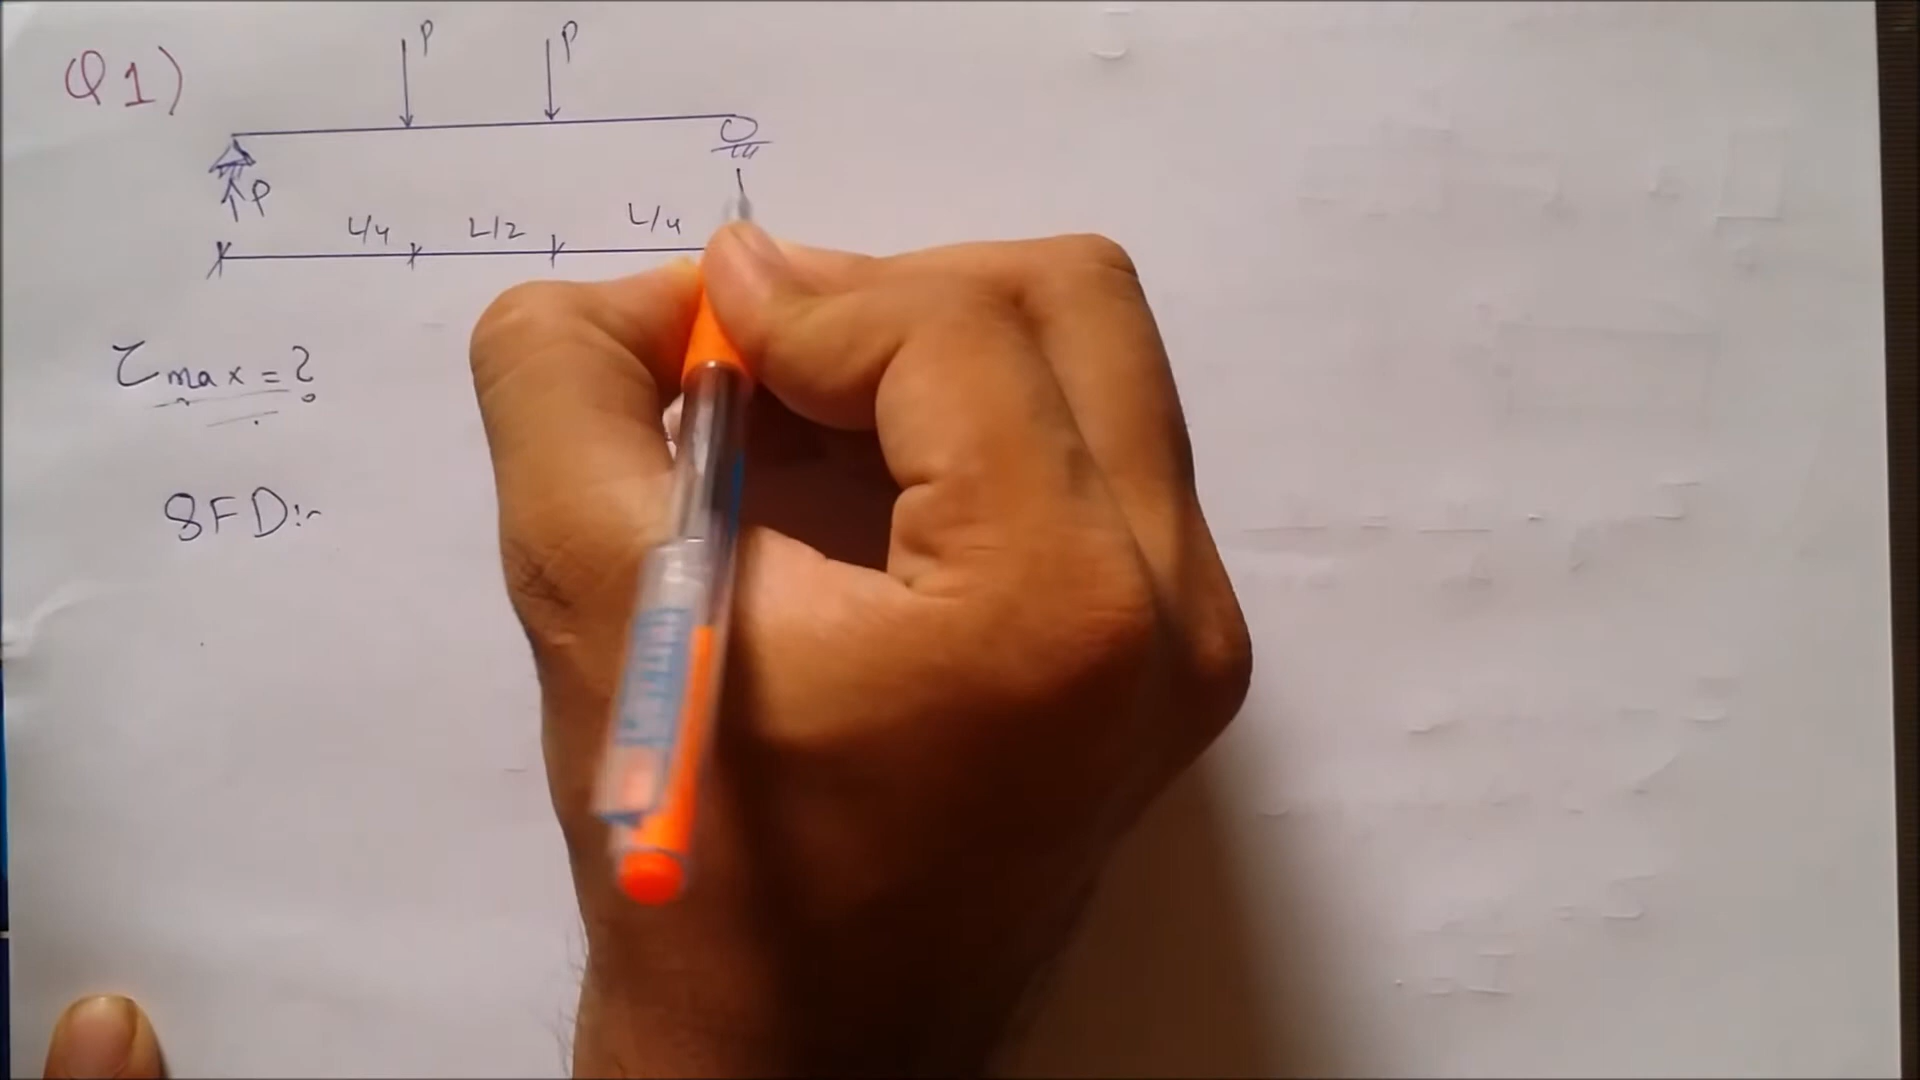 Q1)
P P
P
L/4 L/2 L/4
τmax = ?
SFD:-